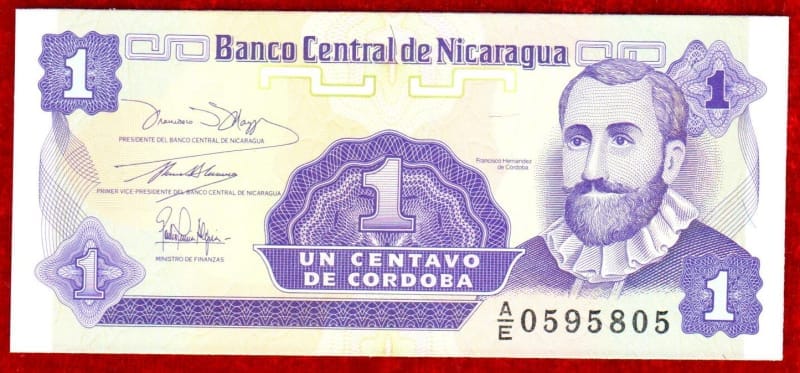 Banco Central de Nicaragua
1
1
PRESIDENTE DEL BANCO CENTRAL DE NICARAGUA
Francisco Hernandez
de Cordoba
PRIMER VICE-PRESIDENTE DEL BANCO CENTRAL DE NICARAGUA
1
MINISTRO DE FINANZAS
1
UN CENTAVO
DE CORDOBA
1
A/E 0595805